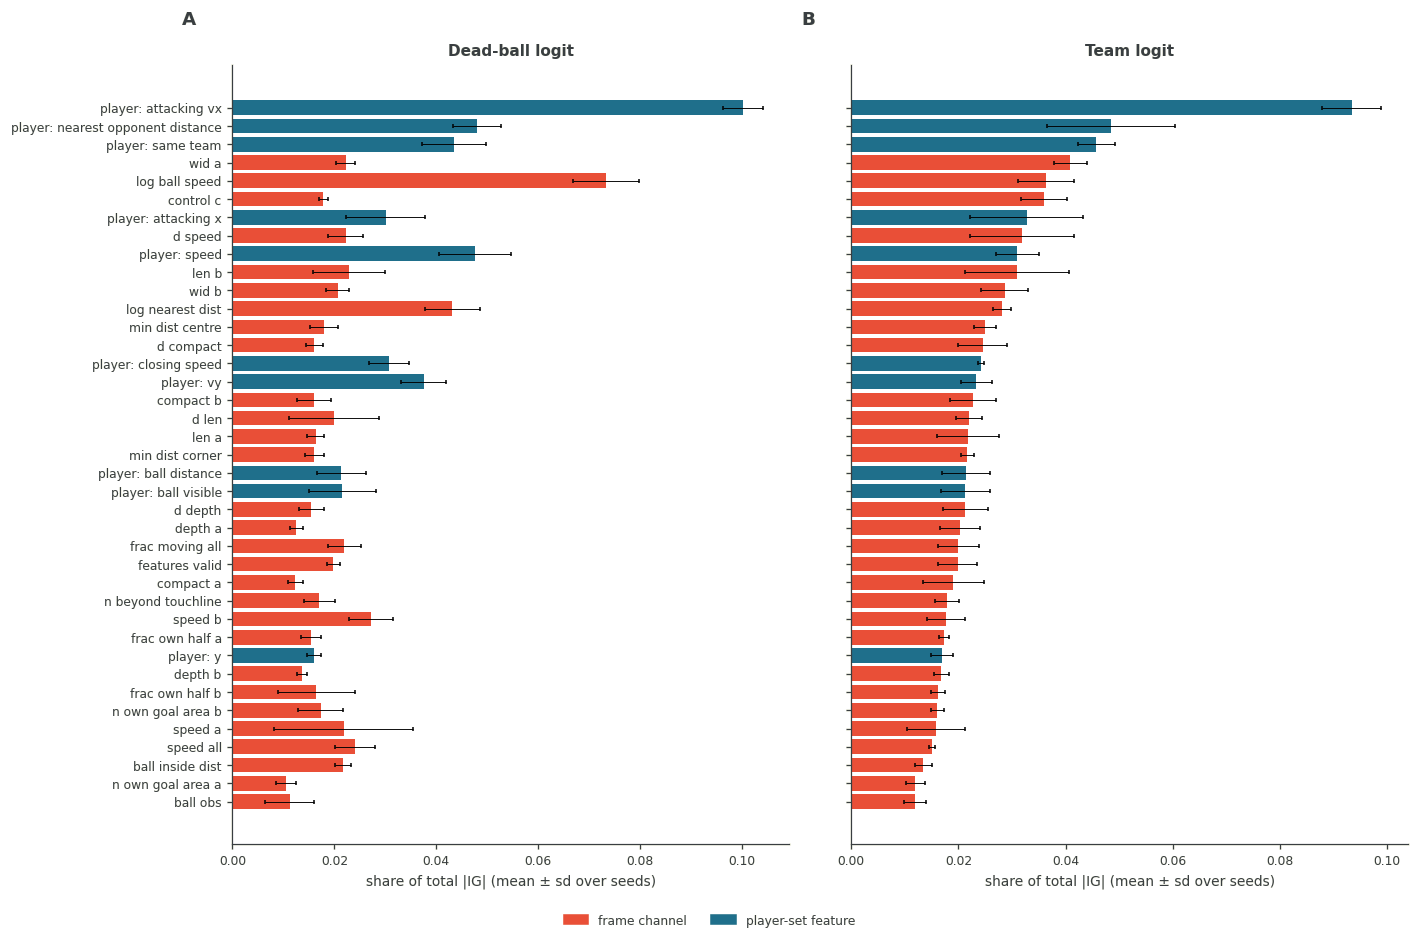 A
B
Dead-ball logit
Team logit
player: attacking vx
player: nearest opponent distance
player: same team
wid a
log ball speed
control c
player: attacking x
d speed
player: speed
len b
wid b
log nearest dist
min dist centre
d compact
player: closing speed
player: vy
compact b
d len
len a
min dist corner
player: ball distance
player: ball visible
d depth
depth a
frac moving all
features valid
compact a
n beyond touchline
speed b
frac own half a
player: y
depth b
frac own half b
n own goal area b
speed a
speed all
ball inside dist
n own goal area a
ball obs
0.00 0.02 0.04 0.06 0.08 0.10
0.00 0.02 0.04 0.06 0.08 0.10
share of total |IG| (mean ± sd over seeds)
share of total |IG| (mean ± sd over seeds)
frame channel
player-set feature